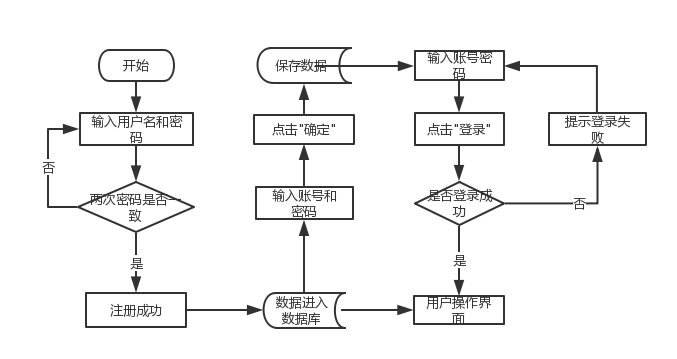 开始
输入用户名和密
码
否
两次密码是否一
致
是
注册成功
保存数据
点击"确定"
输入账号和
密码
数据进入
数据库
输入账号密
码
点击"登录"
是否登录成
功
否
是
用户操作界
面
提示登录失
败